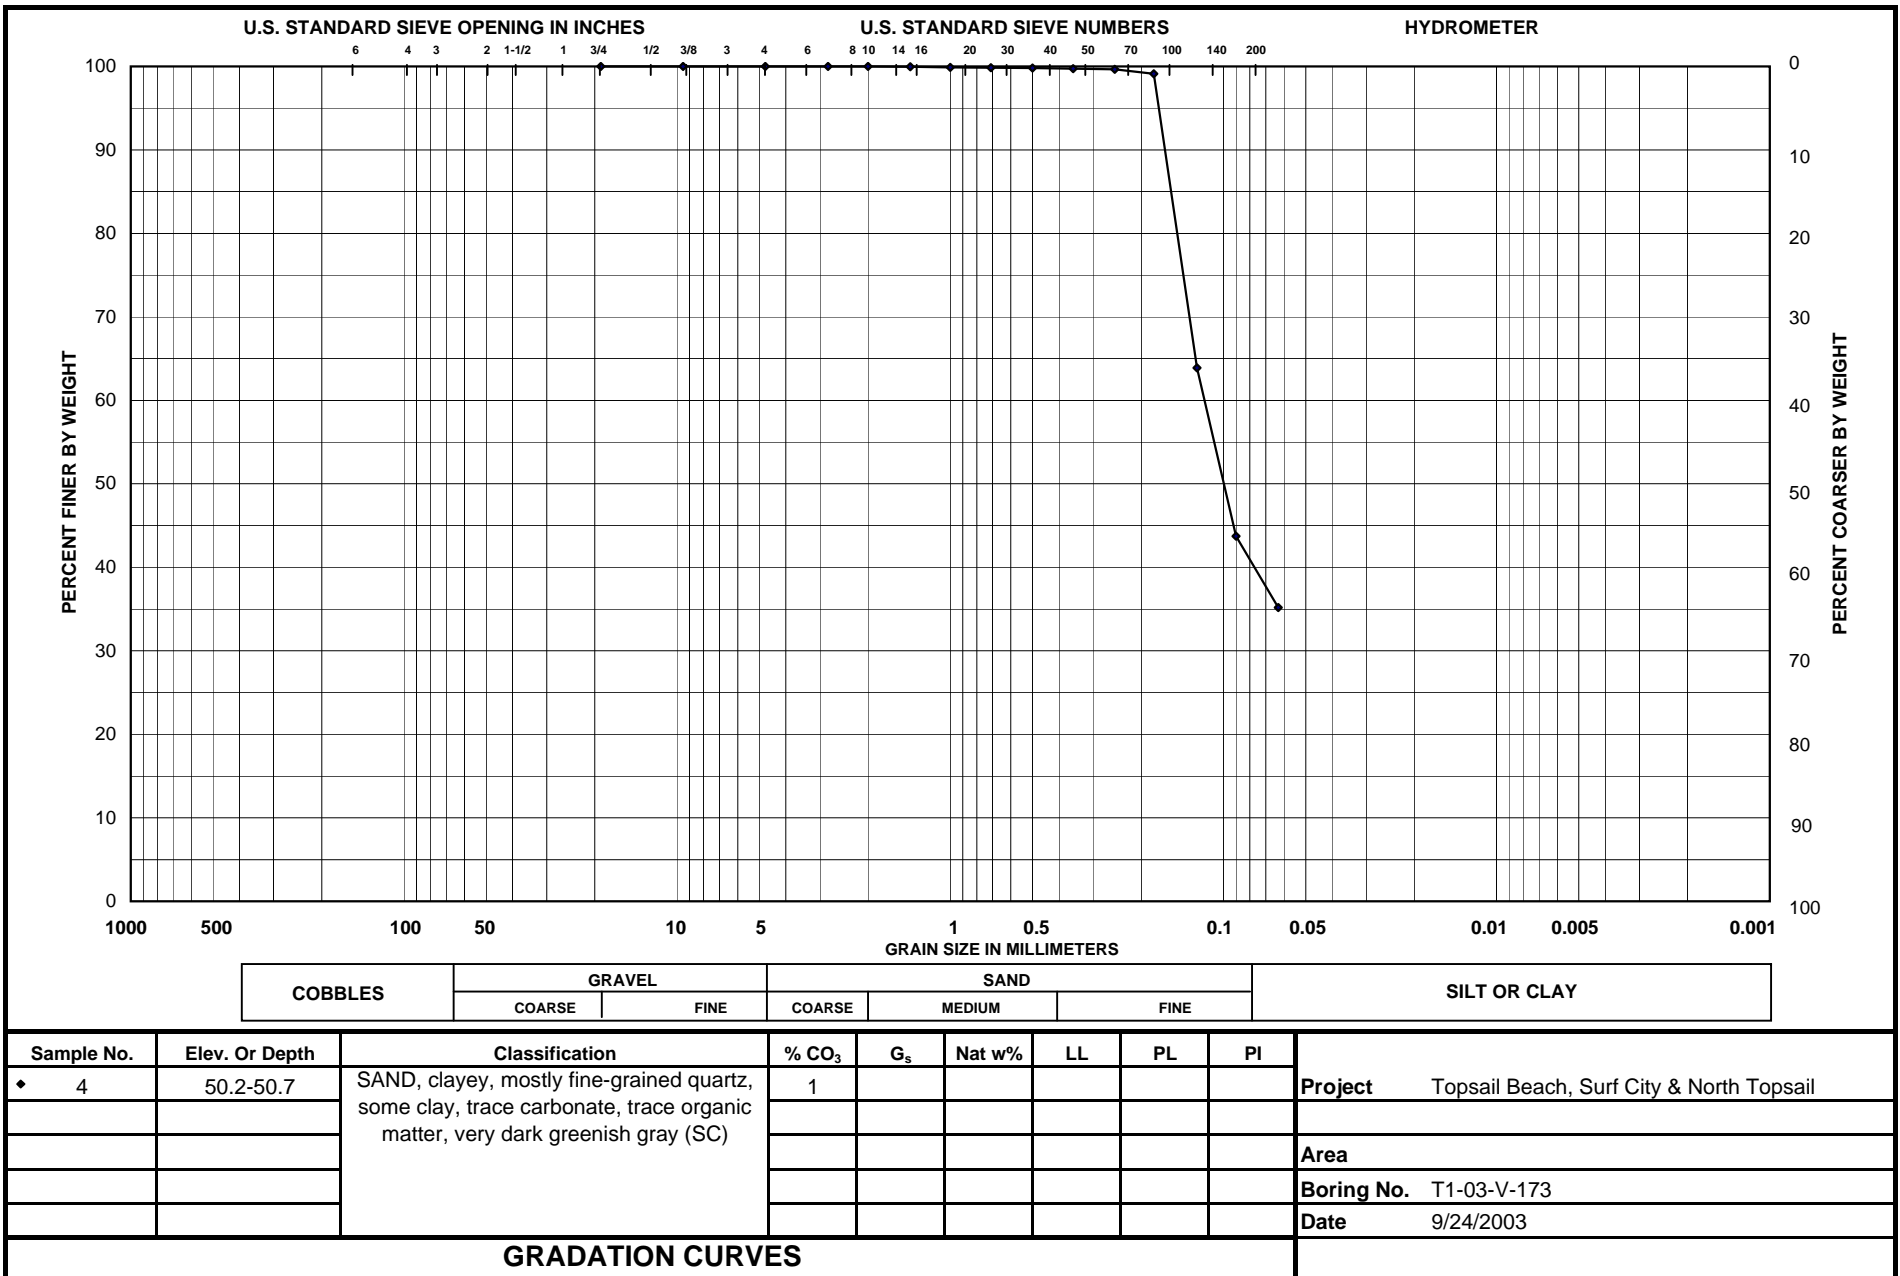 U.S. STANDARD SIEVE OPENING IN INCHES U.S. STANDARD SIEVE NUMBERS HYDROMETER
6 4 3 2 1-1/2 1 3/4 1/2 3/8 3 4 6 8 10 14 16 20 30 40 50 70 100 140 200
100 0
90 10
80 20
70 30
60 40
50 50
40 60
30 70
20 80
10 90
0 100
PERCENT FINER BY WEIGHT
PERCENT COARSER BY WEIGHT
1000 500 100 50 10 5 1 0.5 0.1 0.05 0.01 0.005 0.001
GRAIN SIZE IN MILLIMETERS
COBBLES GRAVEL SAND SILT OR CLAY
COARSE FINE COARSE MEDIUM FINE
Sample No. Elev. Or Depth Classification % CO₃ Gₛ Nat w% LL PL PI
4 50.2-50.7 SAND, clayey, mostly fine-grained quartz, 1
some clay, trace carbonate, trace organic
matter, very dark greenish gray (SC)
Project Topsail Beach, Surf City & North Topsail
Area
Boring No. T1-03-V-173
Date 9/24/2003
GRADATION CURVES